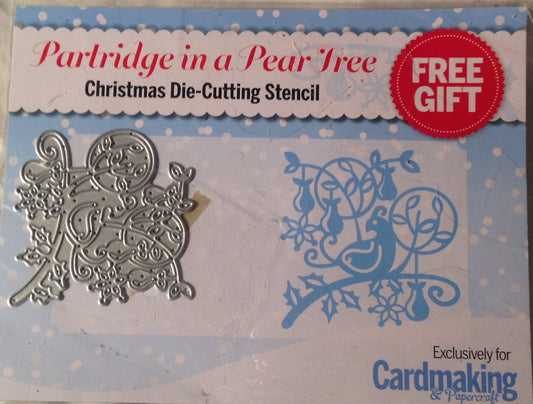 Partridge in a Pear Tree
Christmas Die-Cutting Stencil
FREE
GIFT
Exclusively for
Cardmaking
& Papercraft